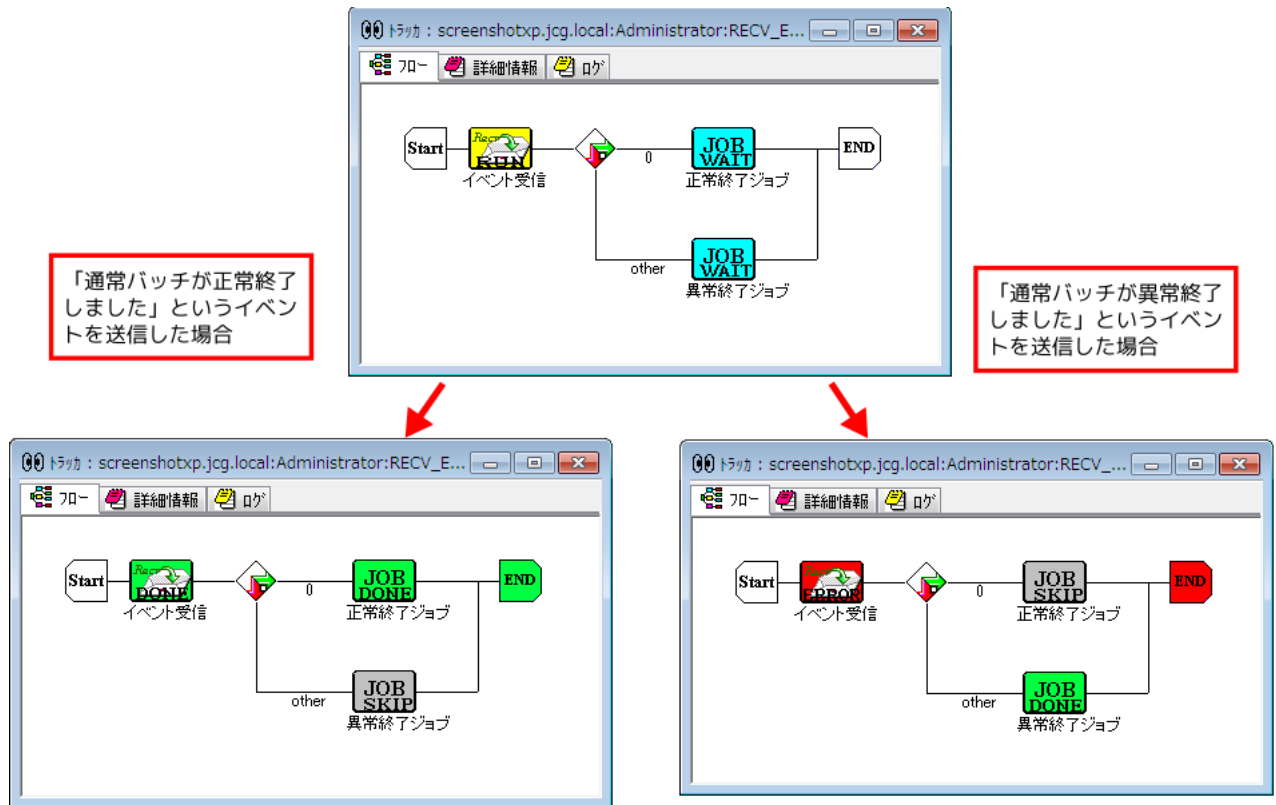 トラッカ : screenshotxp.jcg.local:Administrator:RECV_E...
フロー 詳細情報 ログ
Start
Recv
RUN
イベント受信
0
JOB
WAIT
正常終了ジョブ
END
other
JOB
WAIT
異常終了ジョブ
「通常バッチが正常終了
しました」というイベン
トを送信した場合
「通常バッチが異常終了
しました」というイベン
トを送信した場合
トラッカ : screenshotxp.jcg.local:Administrator:RECV_E...
フロー 詳細情報 ログ
Start
Recv
DONE
イベント受信
0
JOB
DONE
正常終了ジョブ
END
other
JOB
SKIP
異常終了ジョブ
トラッカ : screenshotxp.jcg.local:Administrator:RECV_...
フロー 詳細情報 ログ
Start
Recv
ERROR
イベント受信
0
JOB
SKIP
正常終了ジョブ
END
other
JOB
DONE
異常終了ジョブ